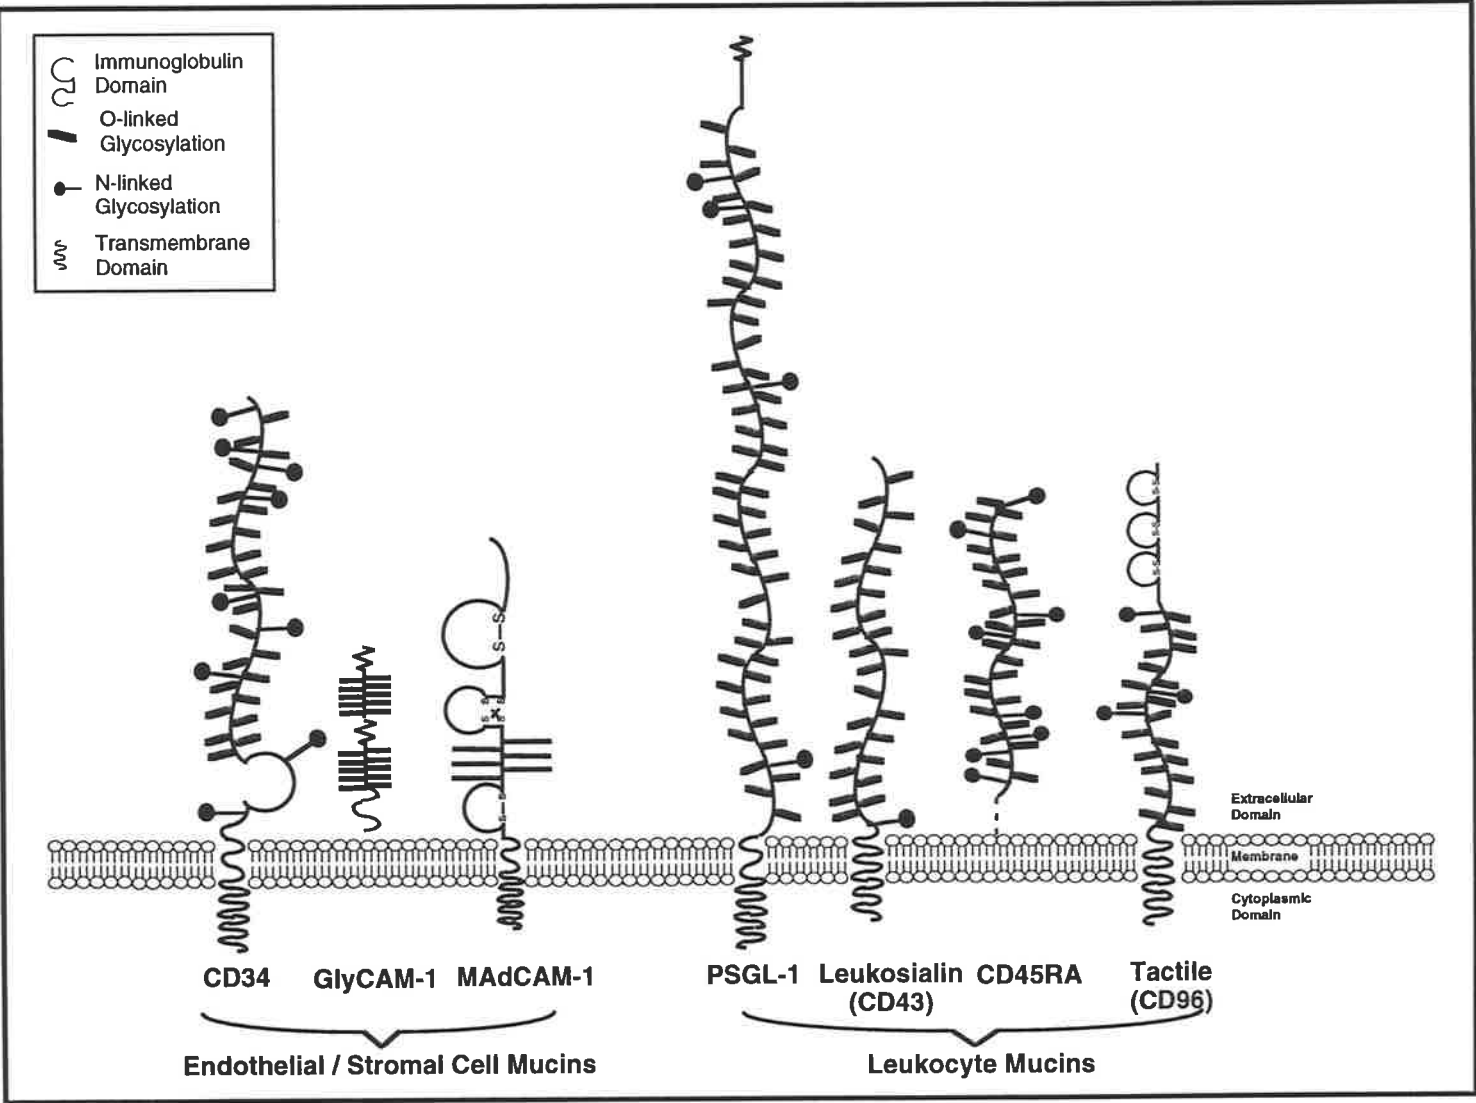 Immunoglobulin
Domain
O-linked
Glycosylation
N-linked
Glycosylation
Transmembrane
Domain
S
S
S
S
S
S
S
S
S-S
S-S
S-S
Extracellular
Domain
Membrane
Cytoplasmic
Domain
CD34
GlyCAM-1
MAdCAM-1
PSGL-1
Leukosialin
(CD43)
CD45RA
Tactile
(CD96)
Endothelial / Stromal Cell Mucins
Leukocyte Mucins